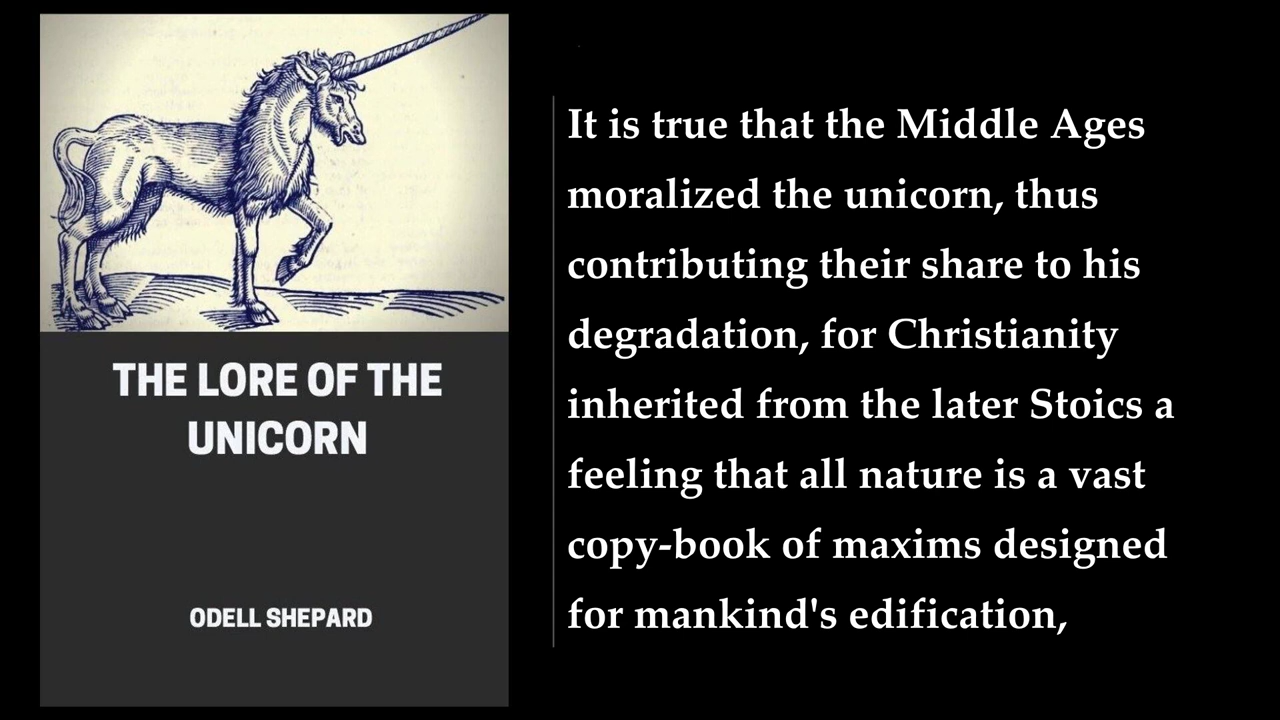 THE LORE OF THE
UNICORN
ODELL SHEPARD
It is true that the Middle Ages
moralized the unicorn, thus
contributing their share to his
degradation, for Christianity
inherited from the later Stoics a
feeling that all nature is a vast
copy-book of maxims designed
for mankind's edification,